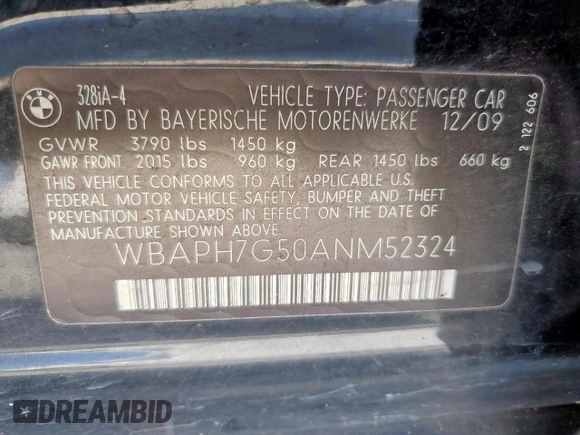 BMW
328iA-4 VEHICLE TYPE: PASSENGER CAR
MFD BY BAYERISCHE MOTORENWERKE 12/09
GVWR 3790 lbs 1450 kg
GAWR FRONT 2015 lbs 960 kg REAR 1450 lbs 660 kg
THIS VEHICLE CONFORMS TO ALL APPLICABLE U.S.
FEDERAL MOTOR VEHICLE SAFETY, BUMPER AND THEFT
PREVENTION STANDARDS IN EFFECT ON THE DATE OF
MANUFACTURE SHOWN ABOVE.
WBAPH7G50ANM52324
2 122 606
DREAMBID